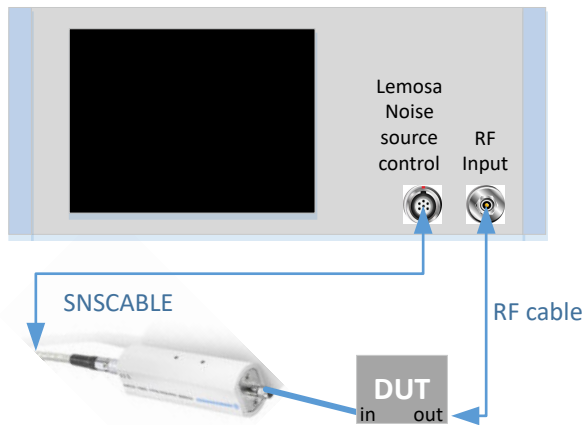 Lemosa
Noise
source
control
RF
Input
SNSCABLE
RF cable
DUT
in out